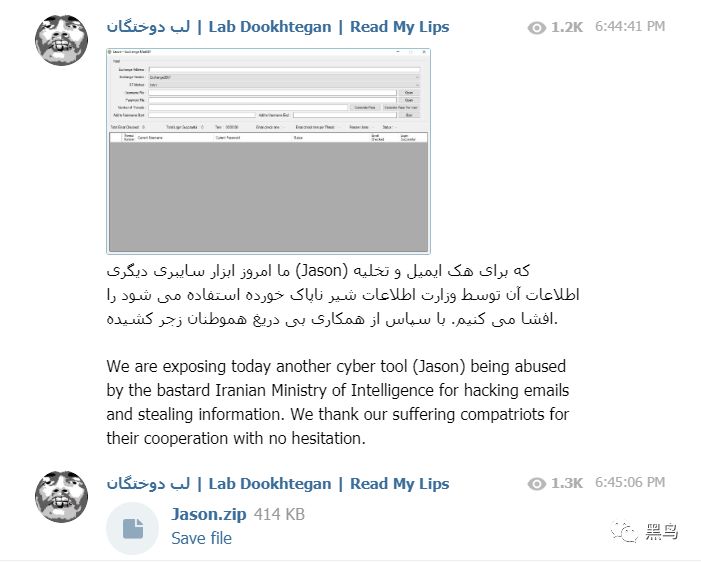 لب دوختگان | Lab Dookhtegan | Read My Lips
1.2K 6:44:41 PM
ما امروز ابزار سایبری دیگری (Jason) که برای هک ایمیل و تخلیه
اطلاعات آن توسط وزارت اطلاعات شیر ناپاک خورده استفاده می شود را
افشا می کنیم. با سپاس از همکاری بی دریغ هموطنان زجر کشیده.
We are exposing today another cyber tool (Jason) being abused
by the bastard Iranian Ministry of Intelligence for hacking emails
and stealing information. We thank our suffering compatriots for
their cooperation with no hesitation.
لب دوختگان | Lab Dookhtegan | Read My Lips
1.3K 6:45:06 PM
Jason.zip 414 KB
Save file
黑鸟